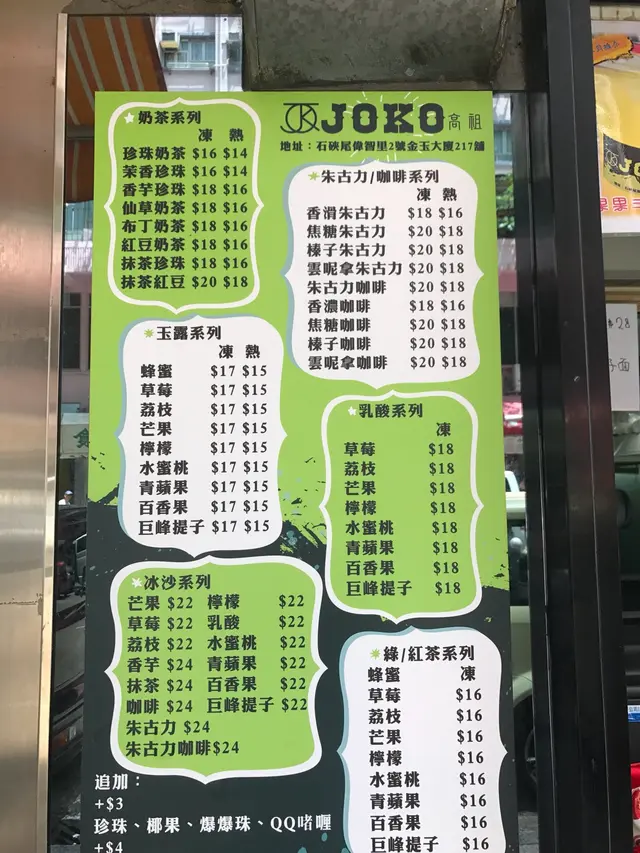 JK JOKO 高祖
地址：石硤尾偉智里2號金玉大廈217舖
奶茶系列
凍 熱
珍珠奶茶 $16 $14
茉香珍珠 $16 $14
香芋珍珠 $18 $16
仙草奶茶 $18 $16
布丁奶茶 $18 $16
紅豆奶茶 $18 $16
抹茶珍珠 $18 $16
抹茶紅豆 $20 $18
朱古力/咖啡系列
凍 熱
香滑朱古力 $18 $16
焦糖朱古力 $20 $18
榛子朱古力 $20 $18
雲呢拿朱古力 $20 $18
朱古力咖啡 $20 $18
香濃咖啡 $18 $16
焦糖咖啡 $20 $18
榛子咖啡 $20 $18
雲呢拿咖啡 $20 $18
玉露系列
凍 熱
蜂蜜 $17 $15
草莓 $17 $15
荔枝 $17 $15
芒果 $17 $15
檸檬 $17 $15
水蜜桃 $17 $15
青蘋果 $17 $15
百香果 $17 $15
巨峰提子 $17 $15
乳酸系列
凍
草莓 $18
荔枝 $18
芒果 $18
檸檬 $18
水蜜桃 $18
青蘋果 $18
百香果 $18
巨峰提子 $18
冰沙系列
芒果 $22 檸檬 $22
草莓 $22 乳酸 $22
荔枝 $22 水蜜桃 $22
香芋 $24 青蘋果 $22
抹茶 $24 百香果 $22
咖啡 $24 巨峰提子 $22
朱古力 $24
朱古力咖啡$24
綠/紅茶系列
蜂蜜 凍
草莓 $16
荔枝 $16
芒果 $16
檸檬 $16
水蜜桃 $16
青蘋果 $16
百香果 $16
巨峰提子 $16
追加：
+$3
珍珠、椰果、爆爆珠、QQ啫喱
+$4